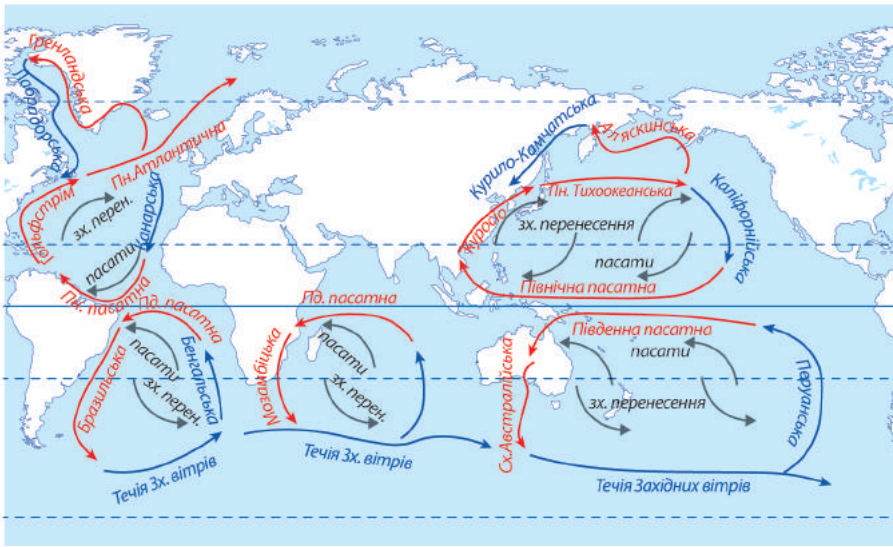 Гренландська
Лабрадорська
Пн.Атлантична
Гольфстрім
зх. перен.
Канарська
пасати
Пн. пасатна
Пд. пасатна
Бразильська
пасати
зх. перен.
Бенгальська
Течія Зх. вітрів
Пд. пасатна
Мозамбіцька
пасати
зх. перен.
Течія Зх. вітрів
Курило-Камчатська
Аляскинська
Куросіо
Пн. Тихоокеанська
зх. перенесення
пасати
Каліфорнійська
Північна пасатна
Південна пасатна
пасати
Сх.Австралійська
зх. перенесення
Перуанська
Течія Західних вітрів